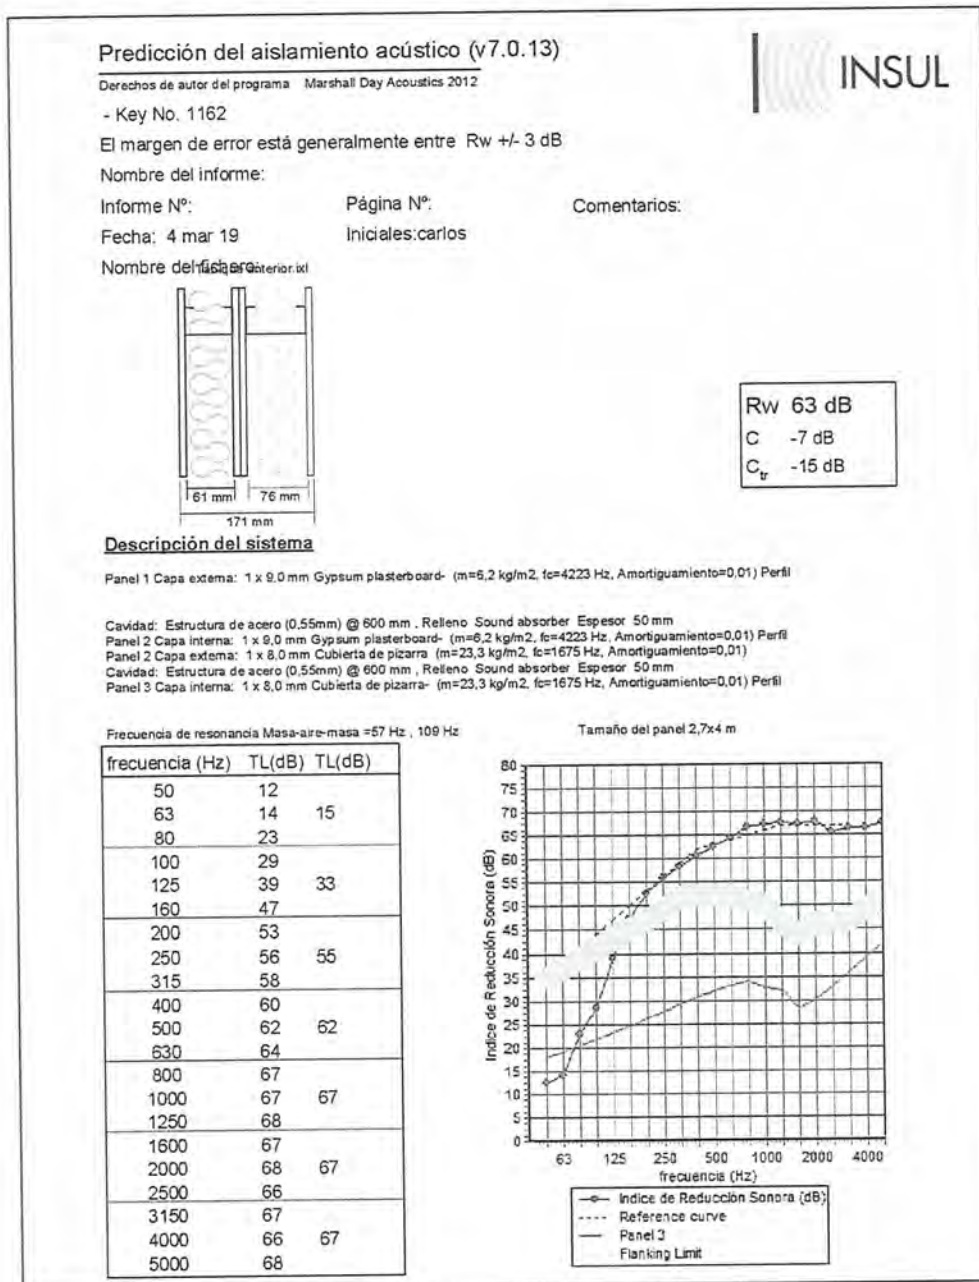 Predicción del aislamiento acústico (v7.0.13)
INSUL
Derechos de autor del programa Marshall Day Acoustics 2012
- Key No. 1162
El margen de error está generalmente entre Rw +/- 3 dB
Nombre del informe:
Informe Nº: Página Nº: Comentarios:
Fecha: 4 mar 19 Iniciales:carlos
Nombre del fichero:
61 mm 76 mm
171 mm
Rw 63 dB
C -7 dB
Ctr -15 dB
Descripción del sistema
Panel 1 Capa externa: 1 x 9,0 mm Gypsum plasterboard- (m=6,2 kg/m2, fc=4223 Hz, Amortiguamiento=0,01) Perfil
Cavidad: Estructura de acero (0,55mm) @ 600 mm , Relleno Sound absorber Espesor 50 mm
Panel 2 Capa interna: 1 x 9,0 mm Gypsum plasterboard- (m=6,2 kg/m2, fc=4223 Hz, Amortiguamiento=0,01) Perfil
Panel 2 Capa externa: 1 x 8,0 mm Cubierta de pizarra (m=23,3 kg/m2, fc=1675 Hz, Amortiguamiento=0,01)
Cavidad: Estructura de acero (0,55mm) @ 600 mm , Relleno Sound absorber Espesor 50 mm
Panel 3 Capa interna: 1 x 8,0 mm Cubierta de pizarra- (m=23,3 kg/m2, fc=1675 Hz, Amortiguamiento=0,01) Perfil
Frecuencia de resonancia Masa-aire-masa =57 Hz , 109 Hz
Tamaño del panel 2,7x4 m
frecuencia (Hz) TL(dB) TL(dB)
50 12
63 14 15
80 23
100 29
125 39 33
160 47
200 53
250 56 55
315 58
400 60
500 62 62
630 64
800 67
1000 67 67
1250 68
1600 67
2000 68 67
2500 66
3150 67
4000 66 67
5000 68
Indice de Reducción Sonora (dB)
80
75
70
65
60
55
50
45
40
35
30
25
20
15
10
5
0
63 125 250 500 1000 2000 4000
frecuencia (Hz)
Indice de Reducción Sonora (dB)
Reference curve
Panel 3
Flanking Limit